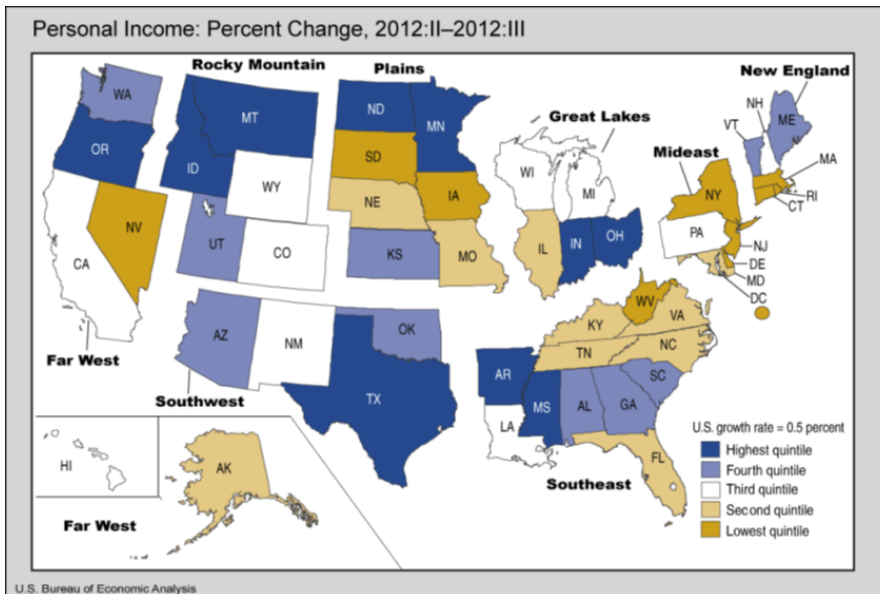 Personal Income: Percent Change, 2012:II–2012:III
Rocky Mountain
Plains
New England
Great Lakes
Mideast
WA
MT
ND
MN
OR
ID
SD
WI
MI
VT
NH
ME
MA
NY
RI
CT
WY
NE
IA
PA
NJ
DE
MD
DC
NV
UT
CO
KS
MO
IL
IN
OH
CA
WV
VA
KY
Far West
AZ
NM
OK
TN
NC
Southwest
TX
AR
MS
AL
GA
SC
LA
FL
Southeast
HI
AK
Far West
U.S. growth rate = 0.5 percent
Highest quintile
Fourth quintile
Third quintile
Second quintile
Lowest quintile
U.S. Bureau of Economic Analysis